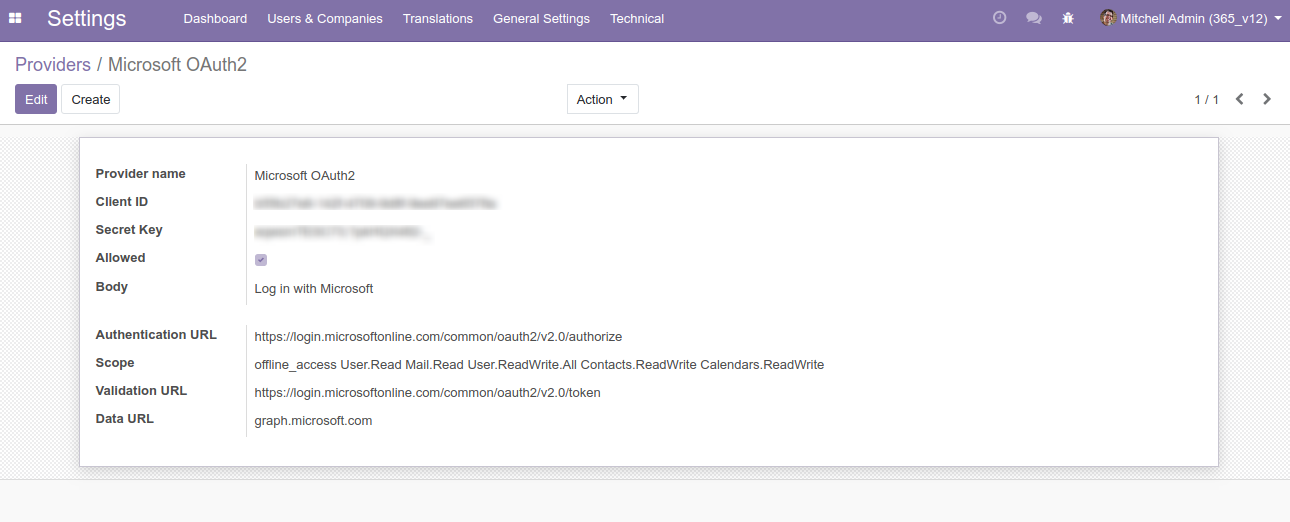 Settings Dashboard Users & Companies Translations General Settings Technical Mitchell Admin (365_v12)
Providers / Microsoft OAuth2
Edit Create Action 1 / 1
Provider name Microsoft OAuth2
Client ID
Secret Key
Allowed
Body Log in with Microsoft
Authentication URL https://login.microsoftonline.com/common/oauth2/v2.0/authorize
Scope offline_access User.Read Mail.Read User.ReadWrite.All Contacts.ReadWrite Calendars.ReadWrite
Validation URL https://login.microsoftonline.com/common/oauth2/v2.0/token
Data URL graph.microsoft.com